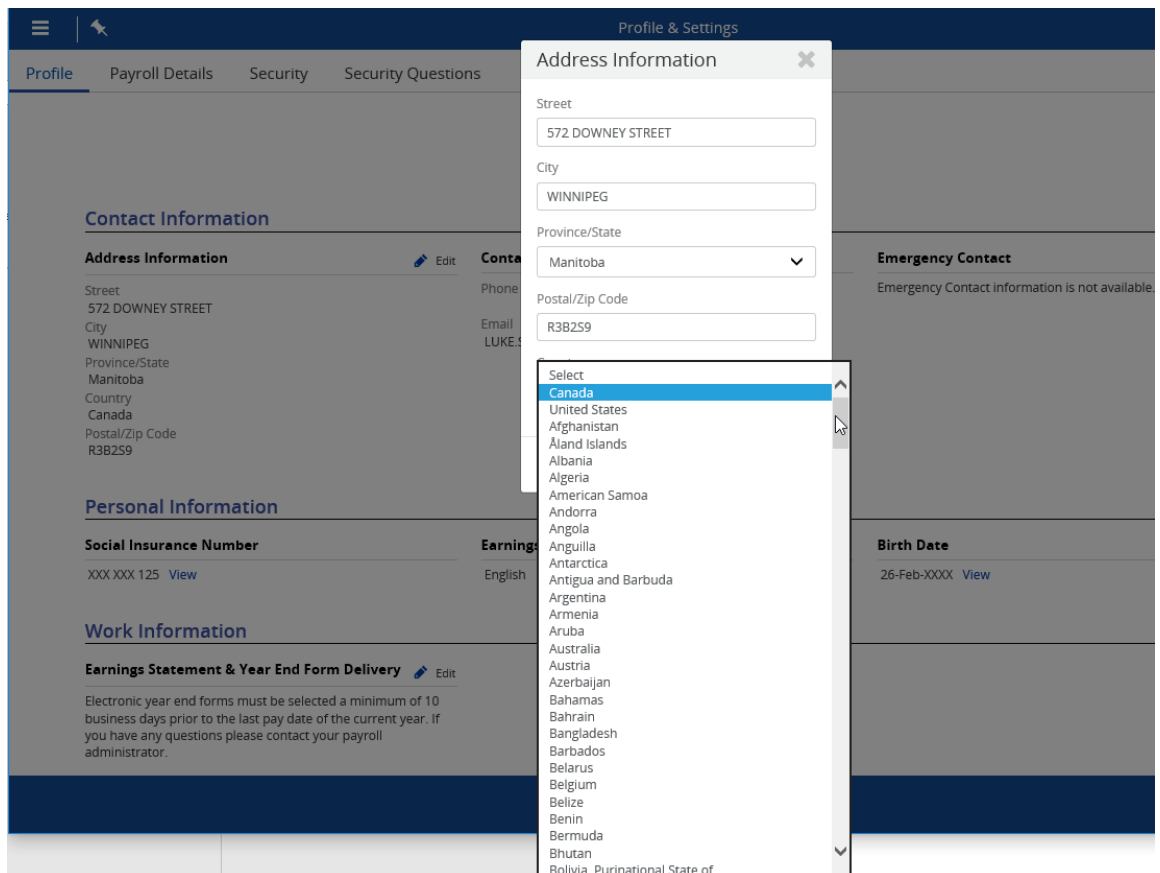 Profile & Settings
Profile
Payroll Details
Security
Security Questions
Contact Information
Address Information
Edit
Street
572 DOWNEY STREET
City
WINNIPEG
Province/State
Manitoba
Country
Canada
Postal/Zip Code
R3B2S9
Phone
Email
Emergency Contact
Emergency Contact information is not available.
Personal Information
Social Insurance Number
XXX XXX 125 View
Earnings
English
Birth Date
26-Feb-XXXX View
Work Information
Earnings Statement & Year End Form Delivery
Edit
Electronic year end forms must be selected a minimum of 10
business days prior to the last pay date of the current year. If
you have any questions please contact your payroll
administrator.
Address Information
Street
572 DOWNEY STREET
City
WINNIPEG
Province/State
Manitoba
Postal/Zip Code
R3B2S9
Select
Canada
United States
Afghanistan
Åland Islands
Albania
Algeria
American Samoa
Andorra
Angola
Anguilla
Antarctica
Antigua and Barbuda
Argentina
Armenia
Aruba
Australia
Austria
Azerbaijan
Bahamas
Bahrain
Bangladesh
Barbados
Belarus
Belgium
Belize
Benin
Bermuda
Bhutan
Bolivia, Purinational State of